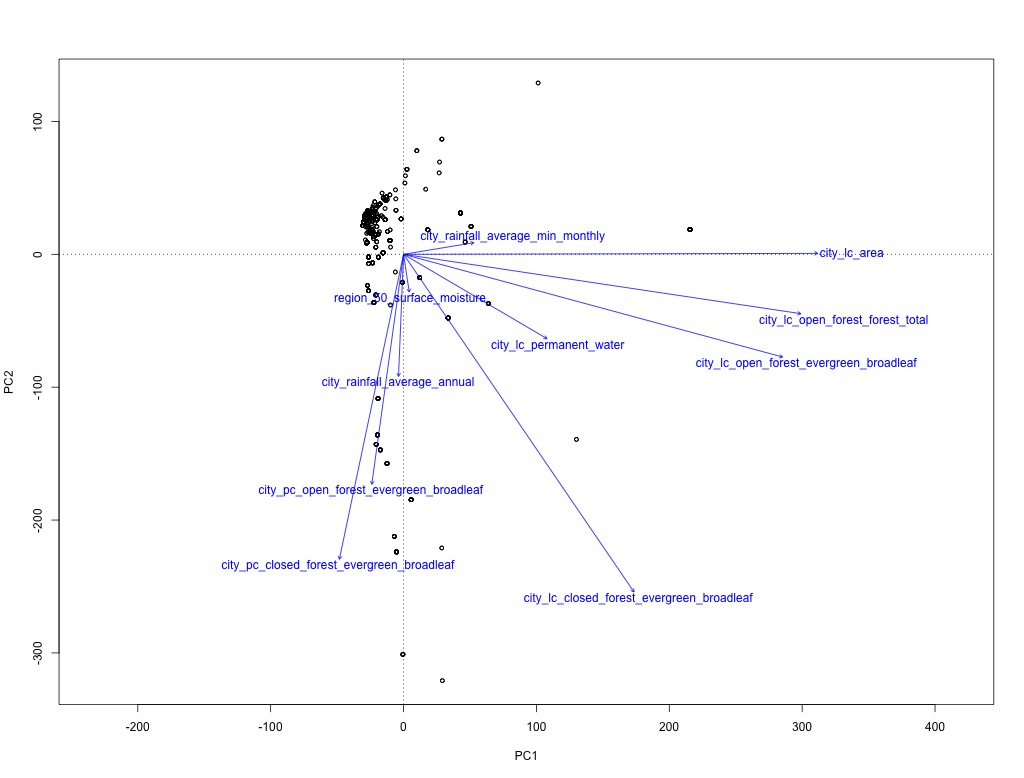 100
0
-100
-200
-300
PC2
city_rainfall_average_min_monthly
city_lc_area
region_50_surface_moisture
city_lc_open_forest_forest_total
city_lc_permanent_water
city_lc_open_forest_evergreen_broadleaf
city_rainfall_average_annual
city_pc_open_forest_evergreen_broadleaf
city_pc_closed_forest_evergreen_broadleaf
city_lc_closed_forest_evergreen_broadleaf
-200 -100 0 100 200 300 400
PC1